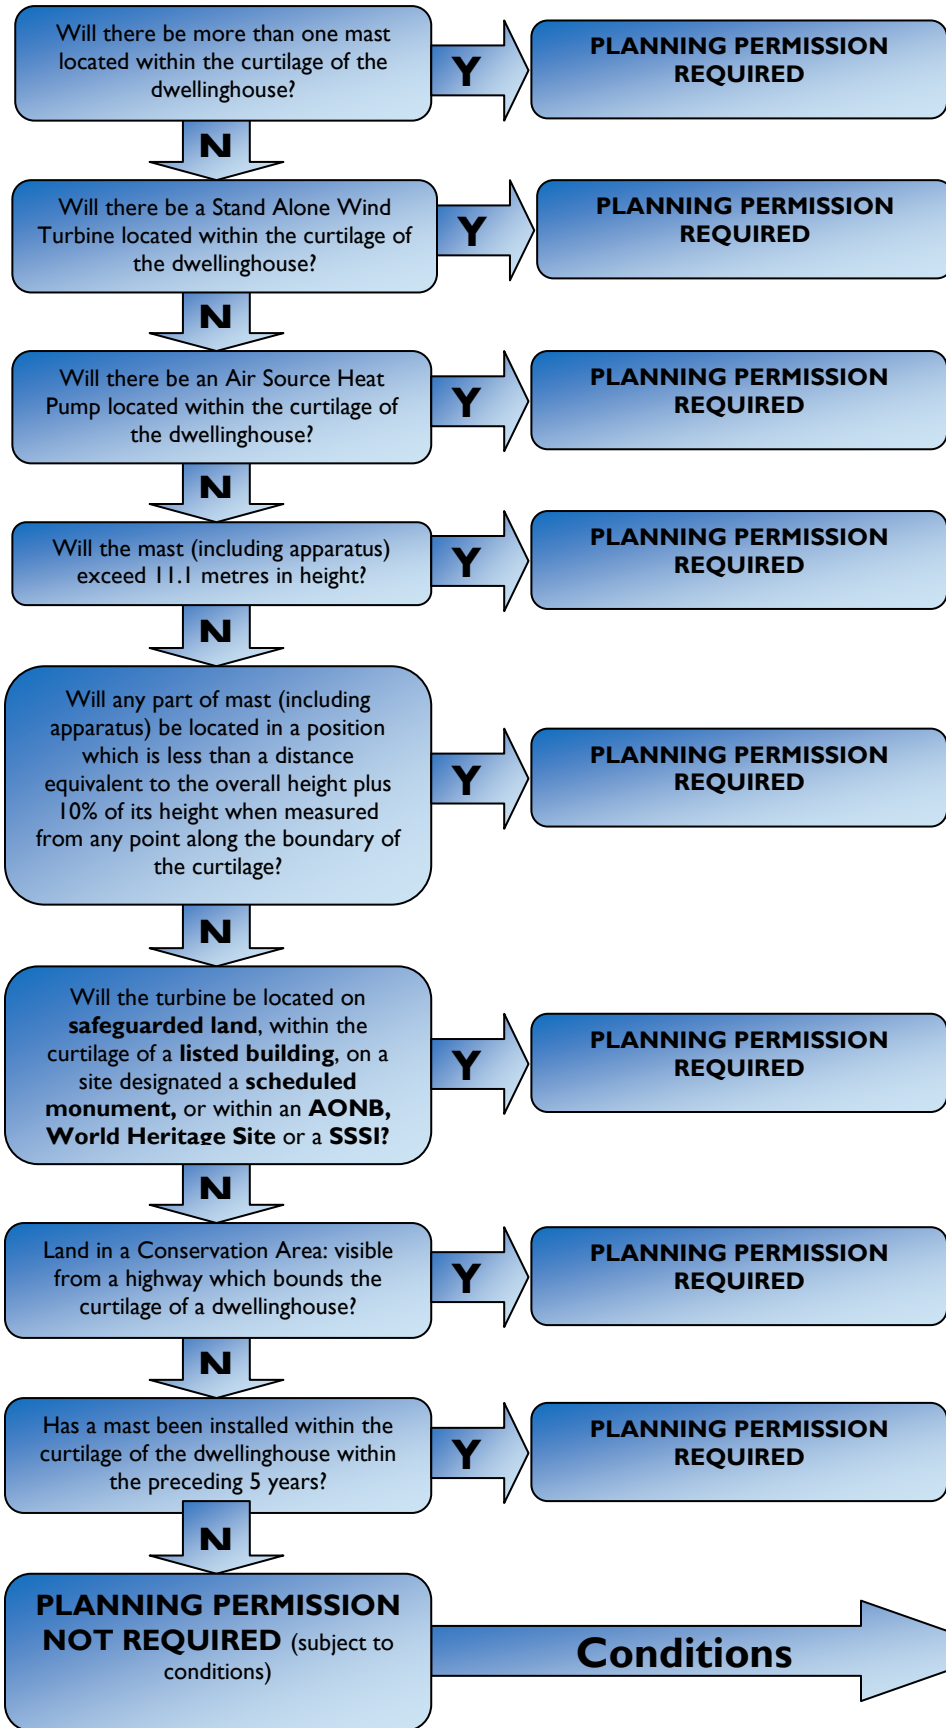 Will there be more than one mast
located within the curtilage of the
dwellinghouse?
Y
PLANNING PERMISSION
REQUIRED
N
Will there be a Stand Alone Wind
Turbine located within the curtilage of
the dwellinghouse?
Y
PLANNING PERMISSION
REQUIRED
N
Will there be an Air Source Heat
Pump located within the curtilage of
the dwellinghouse?
Y
PLANNING PERMISSION
REQUIRED
N
Will the mast (including apparatus)
exceed 11.1 metres in height?
Y
PLANNING PERMISSION
REQUIRED
N
Will any part of mast (including
apparatus) be located in a position
which is less than a distance
equivalent to the overall height plus
10% of its height when measured
from any point along the boundary of
the curtilage?
Y
PLANNING PERMISSION
REQUIRED
N
Will the turbine be located on
safeguarded land, within the
curtilage of a listed building, on a
site designated a scheduled
monument, or within an AONB,
World Heritage Site or a SSSI?
Y
PLANNING PERMISSION
REQUIRED
N
Land in a Conservation Area: visible
from a highway which bounds the
curtilage of a dwellinghouse?
Y
PLANNING PERMISSION
REQUIRED
N
Has a mast been installed within the
curtilage of the dwellinghouse within
the preceding 5 years?
Y
PLANNING PERMISSION
REQUIRED
N
PLANNING PERMISSION
NOT REQUIRED (subject to
conditions)
Conditions